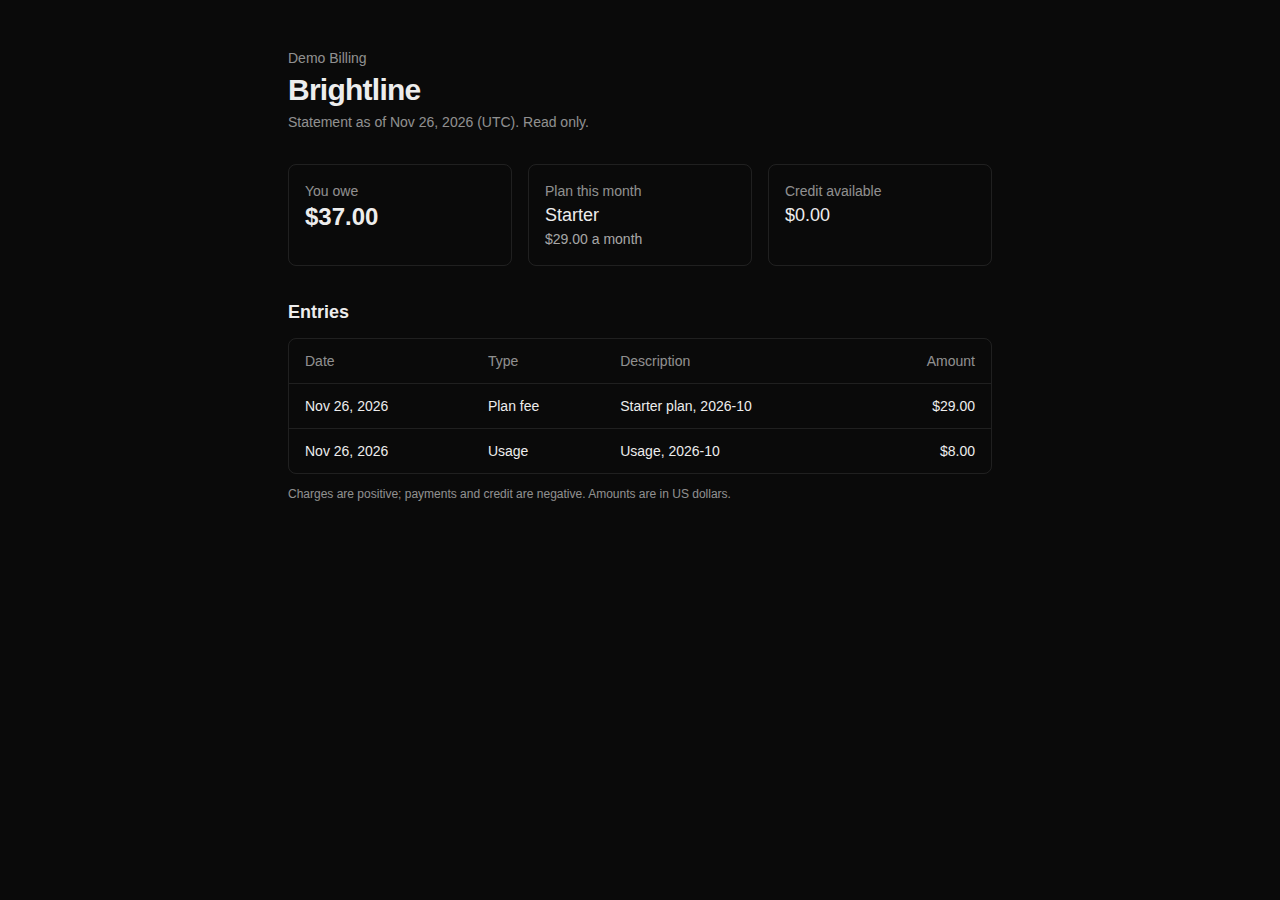 Demo Billing
Brightline
Statement as of Nov 26, 2026 (UTC). Read only.
You owe
$37.00
Plan this month
Starter
$29.00 a month
Credit available
$0.00
Entries
Date Type Description Amount
Nov 26, 2026 Plan fee Starter plan, 2026-10 $29.00
Nov 26, 2026 Usage Usage, 2026-10 $8.00
Charges are positive; payments and credit are negative. Amounts are in US dollars.